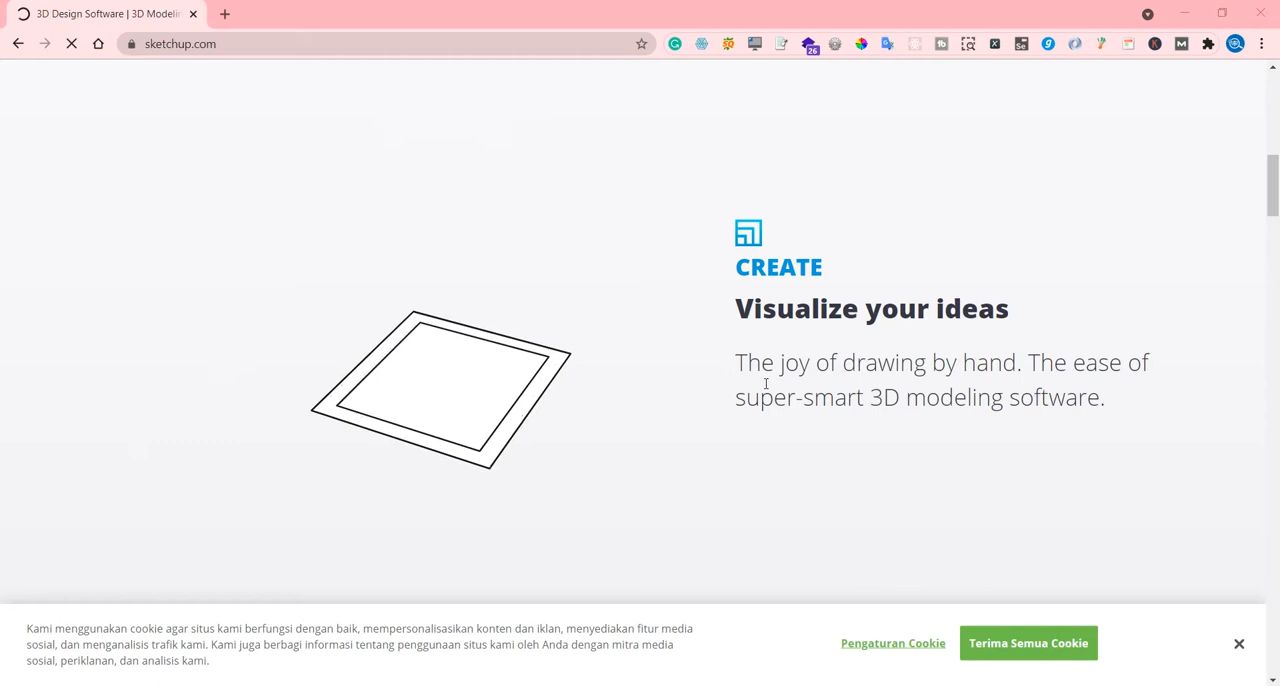 3D Design Software | 3D Modelin
sketchup.com
26
CREATE
Visualize your ideas
The joy of drawing by hand. The ease of
super-smart 3D modeling software.
Kami menggunakan cookie agar situs kami berfungsi dengan baik, mempersonalisasikan konten dan iklan, menyediakan fitur media
sosial, dan menganalisis trafik kami. Kami juga berbagi informasi tentang penggunaan situs kami oleh Anda dengan mitra media
sosial, periklanan, dan analisis kami.
Pengaturan Cookie
Terima Semua Cookie